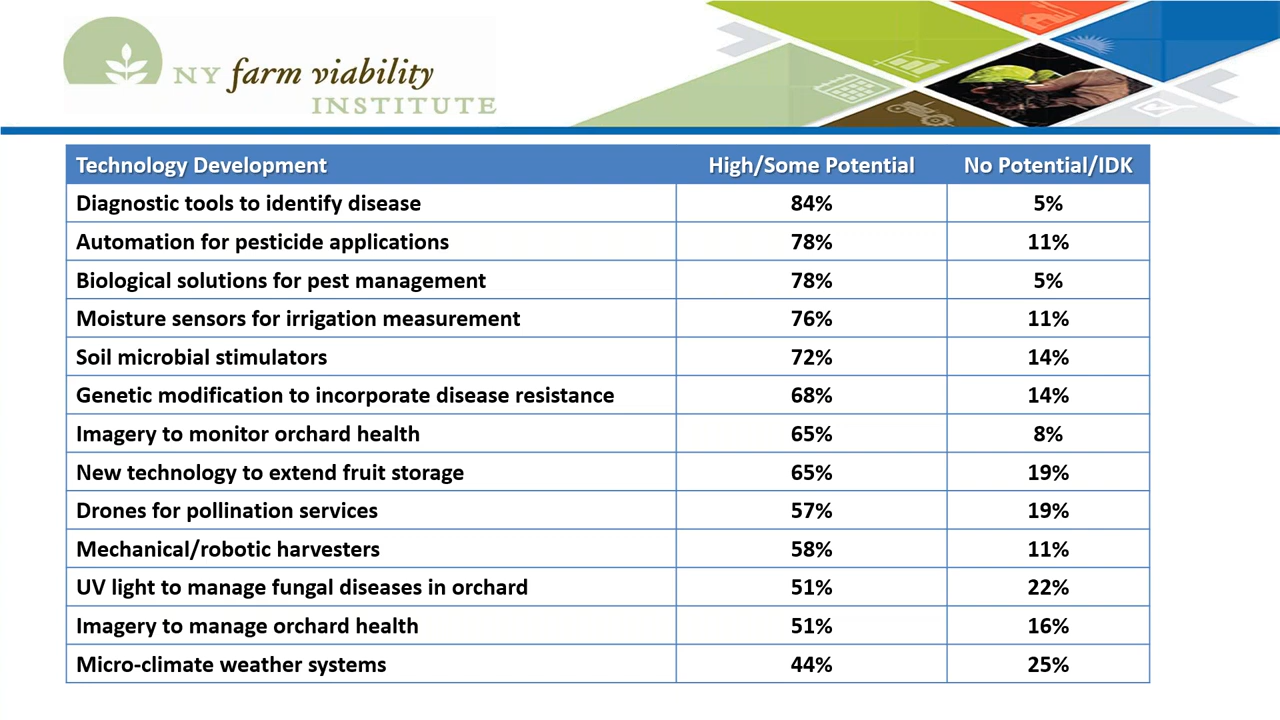 NY farm viability
INSTITUTE
Technology Development High/Some Potential No Potential/IDK
Diagnostic tools to identify disease 84% 5%
Automation for pesticide applications 78% 11%
Biological solutions for pest management 78% 5%
Moisture sensors for irrigation measurement 76% 11%
Soil microbial stimulators 72% 14%
Genetic modification to incorporate disease resistance 68% 14%
Imagery to monitor orchard health 65% 8%
New technology to extend fruit storage 65% 19%
Drones for pollination services 57% 19%
Mechanical/robotic harvesters 58% 11%
UV light to manage fungal diseases in orchard 51% 22%
Imagery to manage orchard health 51% 16%
Micro-climate weather systems 44% 25%